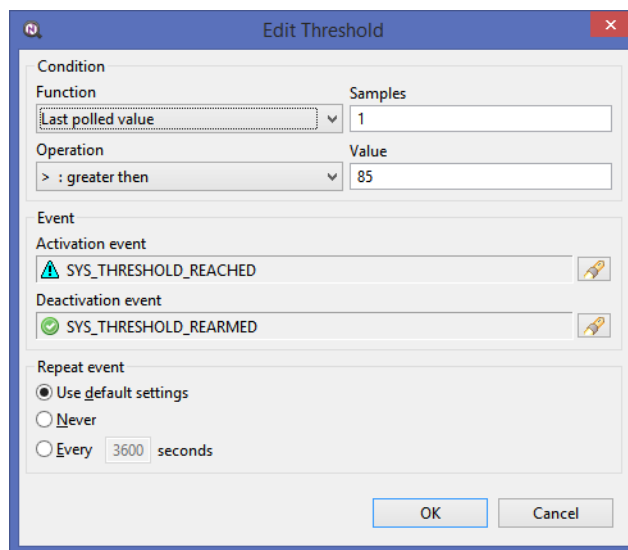 Edit Threshold
Condition
Function Samples
Last polled value 1
Operation Value
> : greater then 85
Event
Activation event
SYS_THRESHOLD_REACHED
Deactivation event
SYS_THRESHOLD_REARMED
Repeat event
Use default settings
Never
Every 3600 seconds
OK Cancel